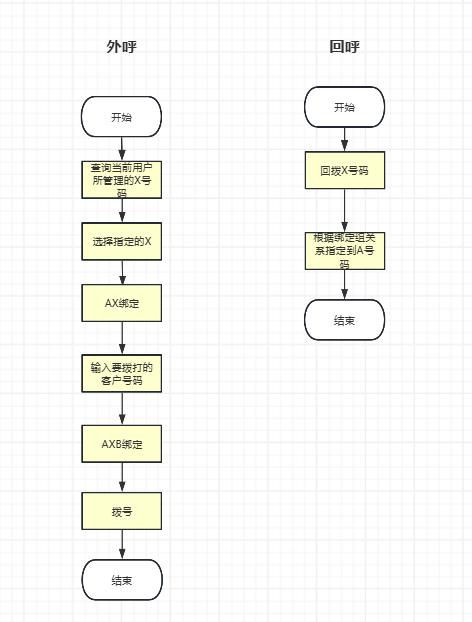 外呼
开始
查询当前用户
所管理的X号
码
选择指定的X
AX绑定
输入要拨打的
客户号码
AXB绑定
拨号
结束
回呼
开始
回拨X号码
根据绑定组关
系指定到A号
码
结束